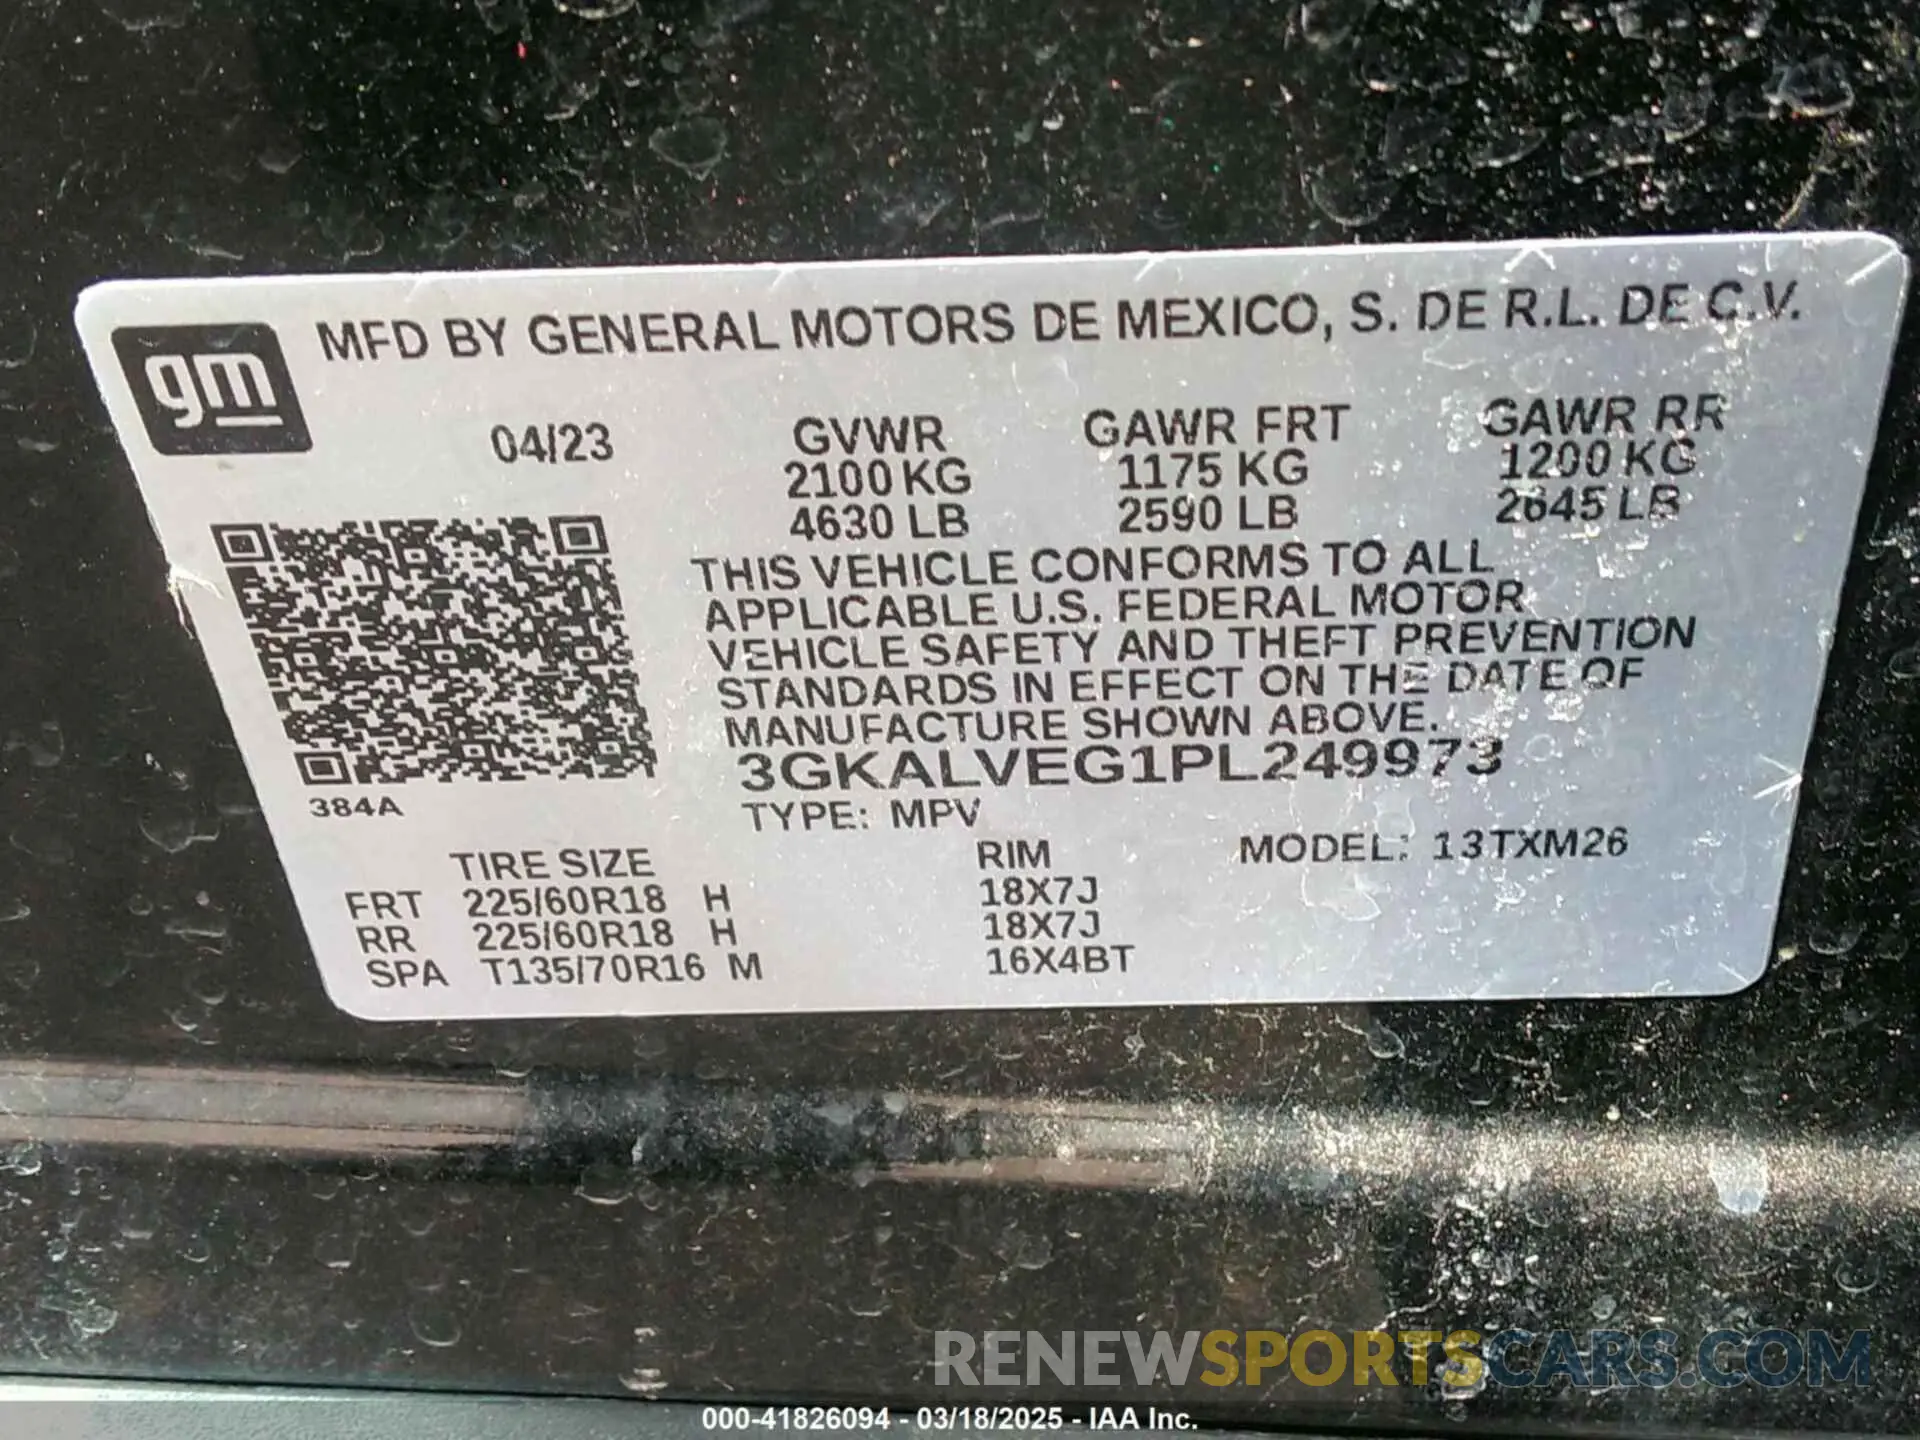 gm
MFD BY GENERAL MOTORS DE MEXICO, S. DE R.L. DE C.V.
04/23 GVWR GAWR FRT GAWR RR
2100 KG 1175 KG 1200 KG
4630 LB 2590 LB 2645 LB
THIS VEHICLE CONFORMS TO ALL
APPLICABLE U.S. FEDERAL MOTOR
VEHICLE SAFETY AND THEFT PREVENTION
STANDARDS IN EFFECT ON THE DATE OF
MANUFACTURE SHOWN ABOVE.
3GKALVEG1PL249973
384A
TYPE: MPV
MODEL: 13TXM26
TIRE SIZE RIM
FRT 225/60R18 H 18X7J
RR 225/60R18 H 18X7J
SPA T135/70R16 M 16X4BT
RENEWSPORTSCARS.COM
000-41826094 - 03/18/2025 - IAA Inc.